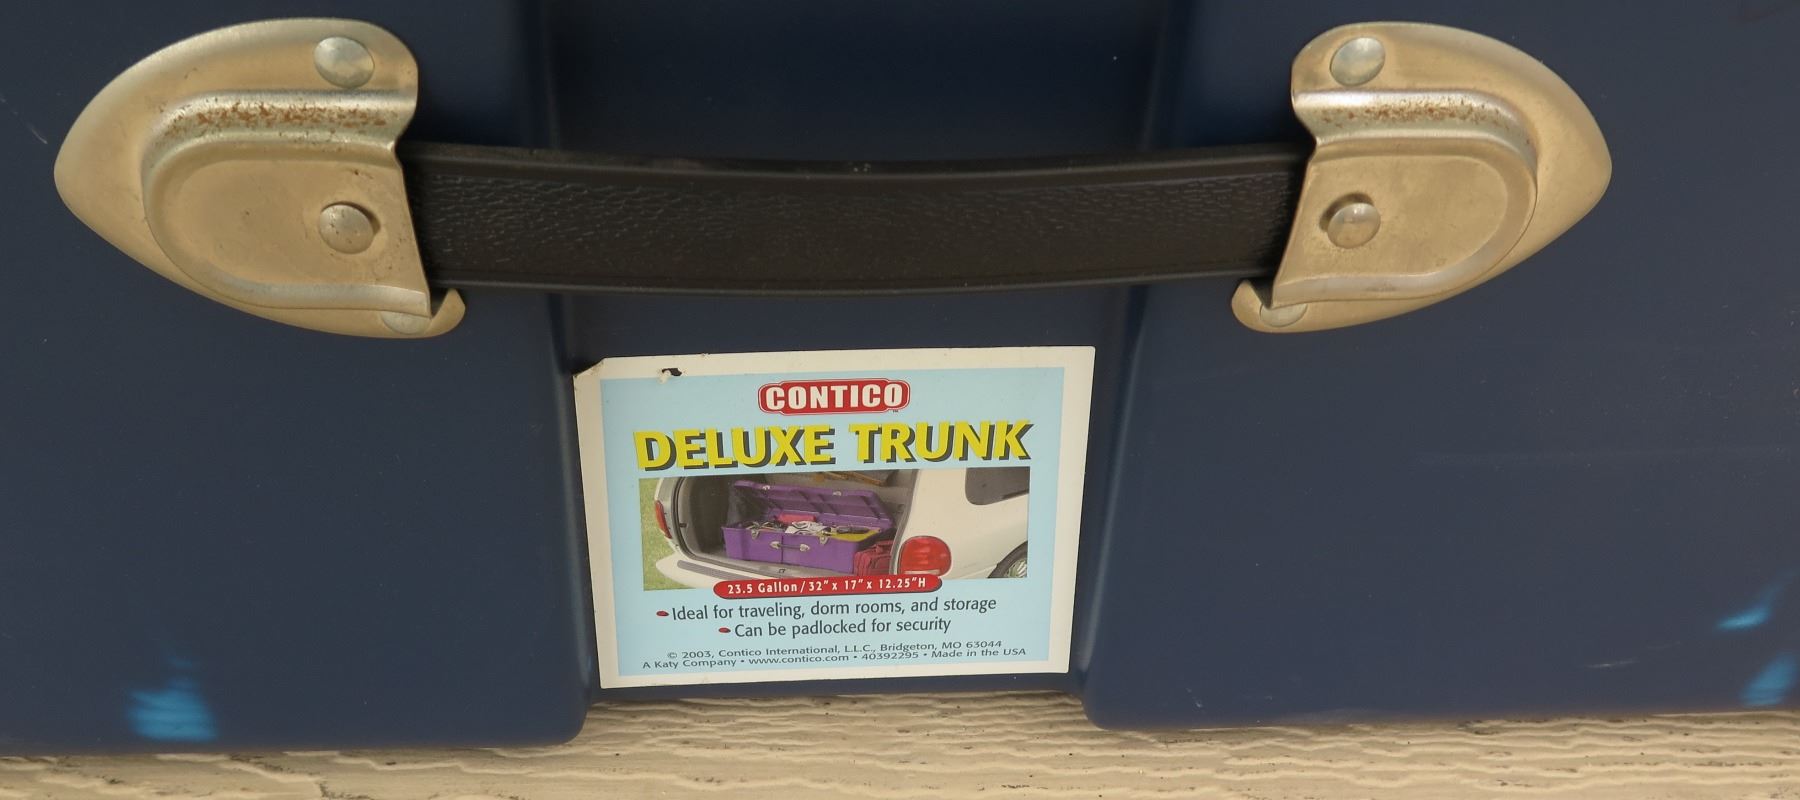 CONTICO
DELUXE TRUNK
23.5 Gallon / 32" x 17" x 12.25"H
• Ideal for traveling, dorm rooms, and storage
• Can be padlocked for security
© 2003, Contico International, L.L.C., Bridgeton, MO 63044
A Katy Company • www.contico.com • 40392295 • Made in the USA